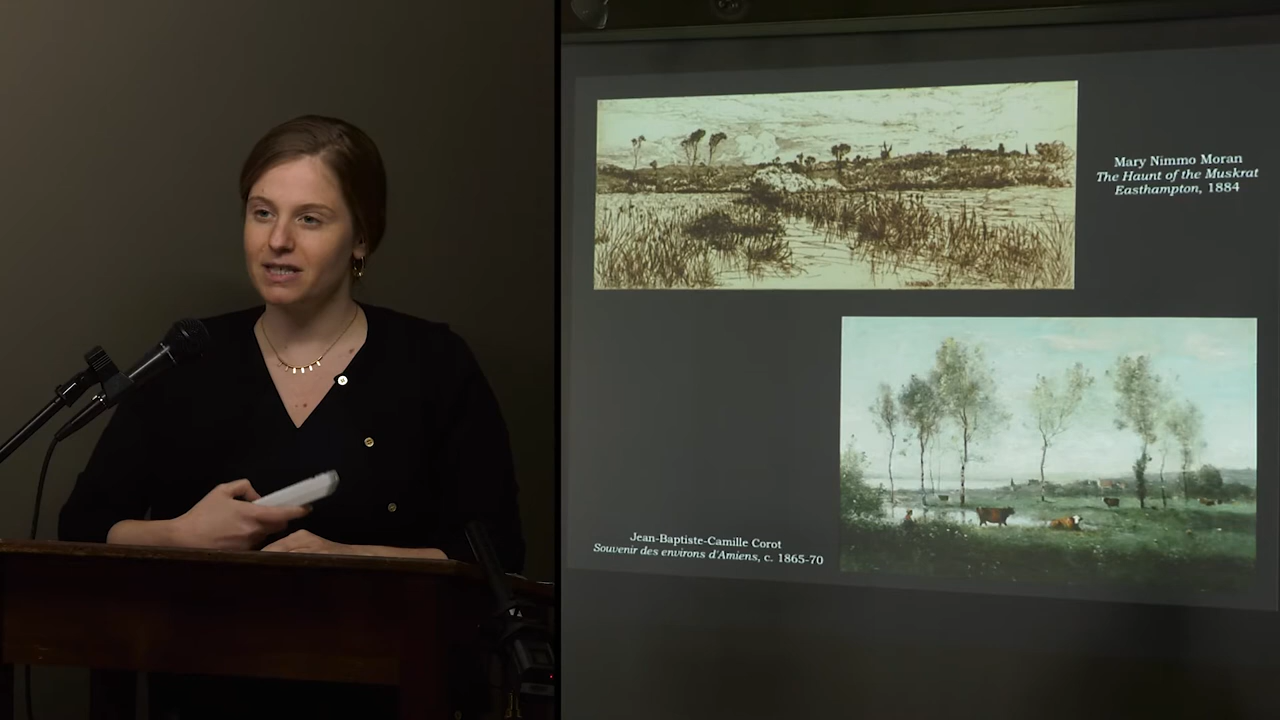 Mary Nimmo Moran
The Haunt of the Muskrat
Easthampton, 1884
Jean-Baptiste-Camille Corot
Souvenir des environs d'Amiens, c. 1865-70